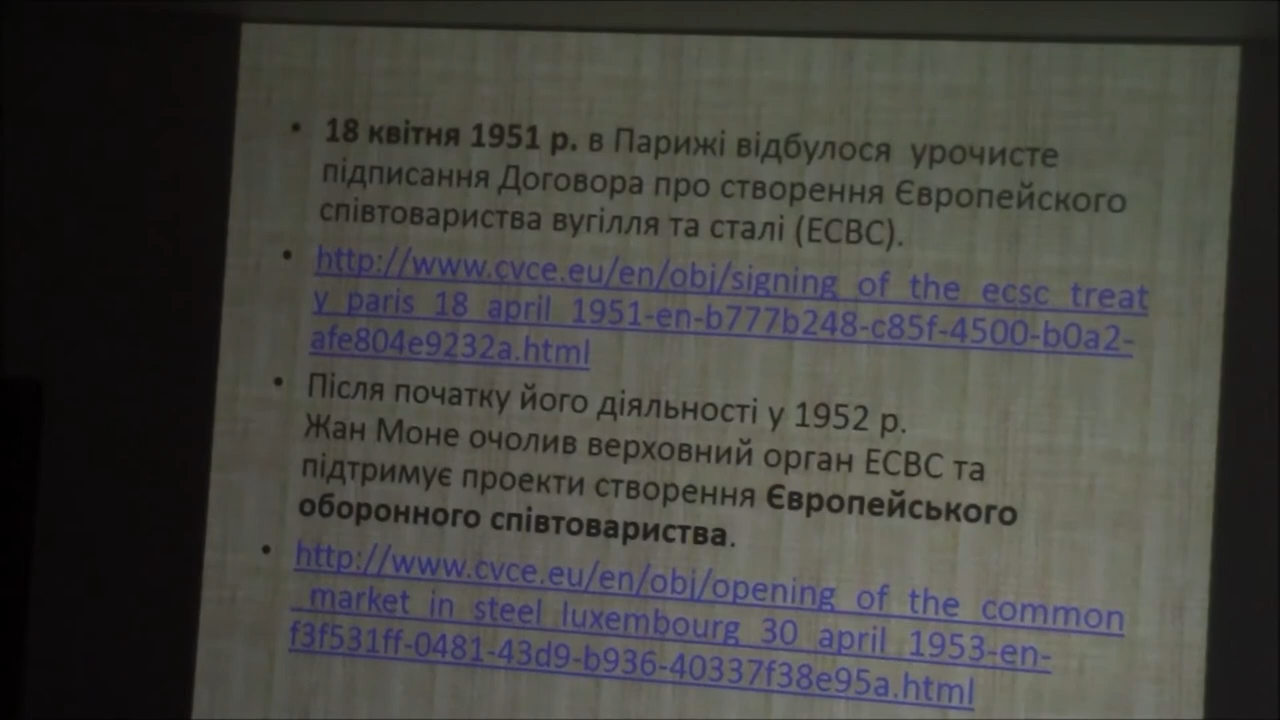 • 18 квітня 1951 р. в Парижі відбулося урочисте
підписання Договора про створення Європейского
співтовариства вугілля та сталі (ЕСВС).
• http://www.cvce.eu/en/obj/signing_of_the_ecsc_treat
y_paris_18_april_1951-en-b777b248-c85f-4500-b0a2-
afe804e9232a.html
• Після початку його діяльності у 1952 р.
Жан Моне очолив верховний орган ЕСВС та
підтримує проекти створення Європейського
оборонного співтовариства.
• http://www.cvce.eu/en/obj/opening_of_the_common
_market_in_steel_luxembourg_30_april_1953-en-
f3f531ff-0481-43d9-b936-40337f38e95a.html